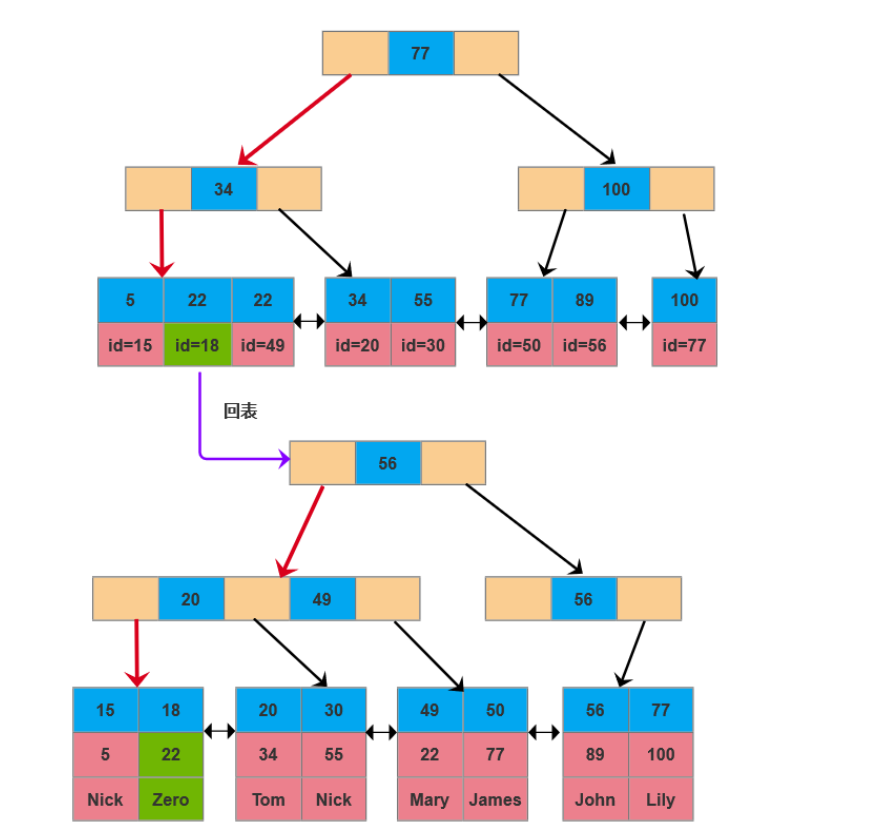 77
34 100
5 22 22 34 55 77 89 100
id=15 id=18 id=49 id=20 id=30 id=50 id=56 id=77
回表
56
20 49 56
15 18 20 30 49 50 56 77
5 22 34 55 22 77 89 100
Nick Zero Tom Nick Mary James John Lily